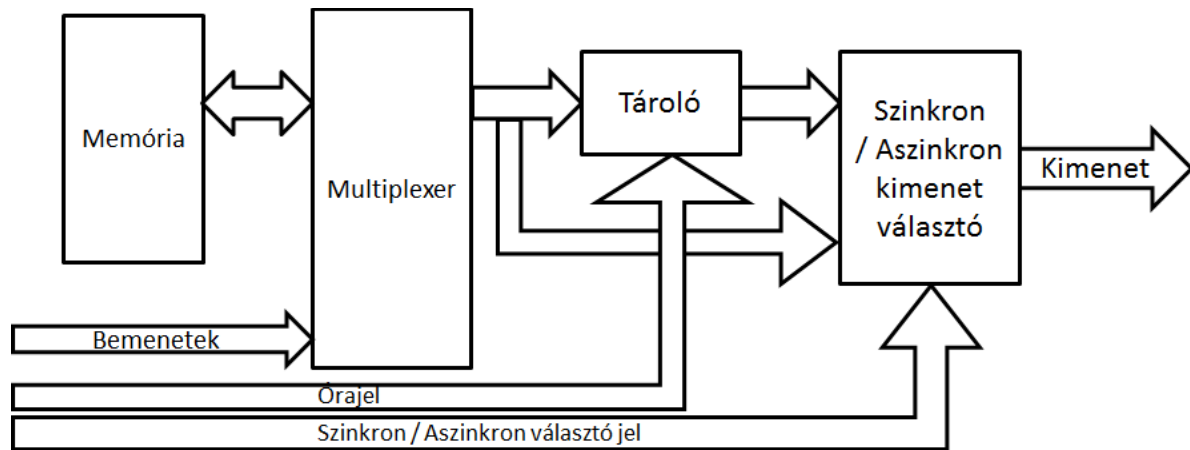 Memória
Multiplexer
Tároló
Szinkron
/ Aszinkron
kimenet
választó
Kimenet
Bemenetek
Órajel
Szinkron / Aszinkron választó jel